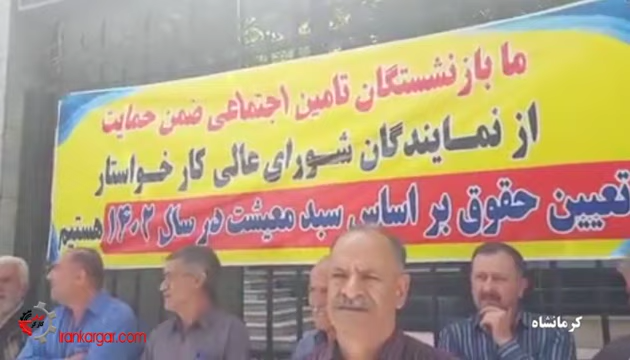 ما بازنشستگان تامین اجتماعی ضمن حمایت
از نمایندگان شورای عالی کار خواستار
تعیین حقوق بر اساس سبد معیشت در سال ۱۴۰۲ هستیم
کرمانشاه
Irankargar.com